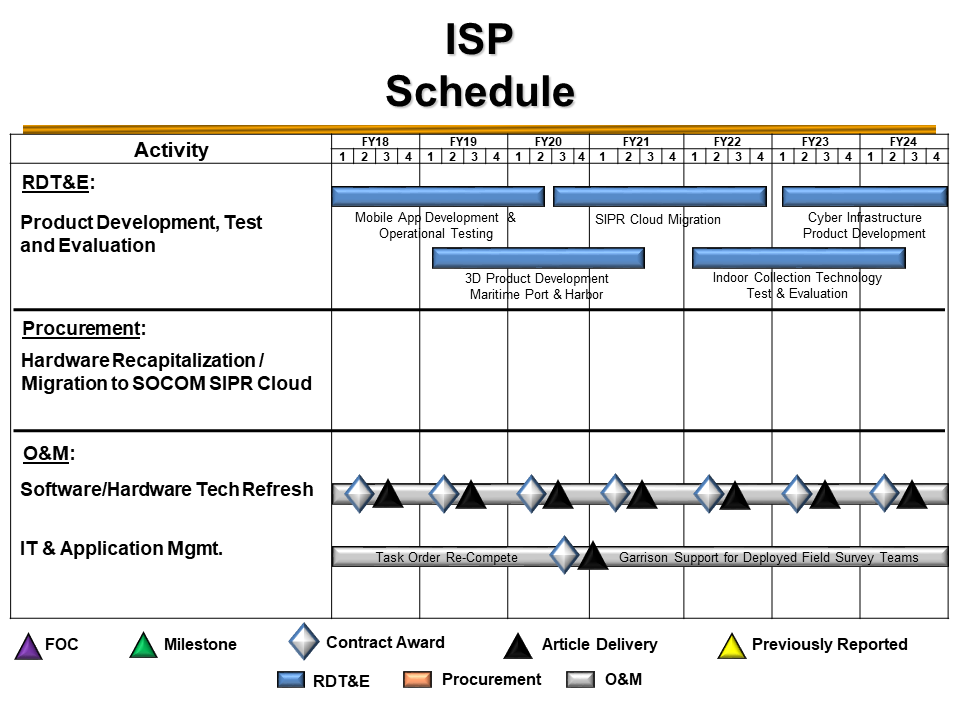 ISP
Schedule
Activity
FY18 FY19 FY20 FY21 FY22 FY23 FY24
1 2 3 4 1 2 3 4 1 2 3 4 1 2 3 4 1 2 3 4 1 2 3 4 1 2 3 4
RDT&E:
Product Development, Test
and Evaluation
Mobile App Development &
Operational Testing
SIPR Cloud Migration
Cyber Infrastructure
Product Development
3D Product Development
Maritime Port & Harbor
Indoor Collection Technology
Test & Evaluation
Procurement:
Hardware Recapitalization /
Migration to SOCOM SIPR Cloud
O&M:
Software/Hardware Tech Refresh
IT & Application Mgmt.
Task Order Re-Compete
Garrison Support for Deployed Field Survey Teams
FOC
Milestone
Contract Award
Article Delivery
Previously Reported
RDT&E
Procurement
O&M